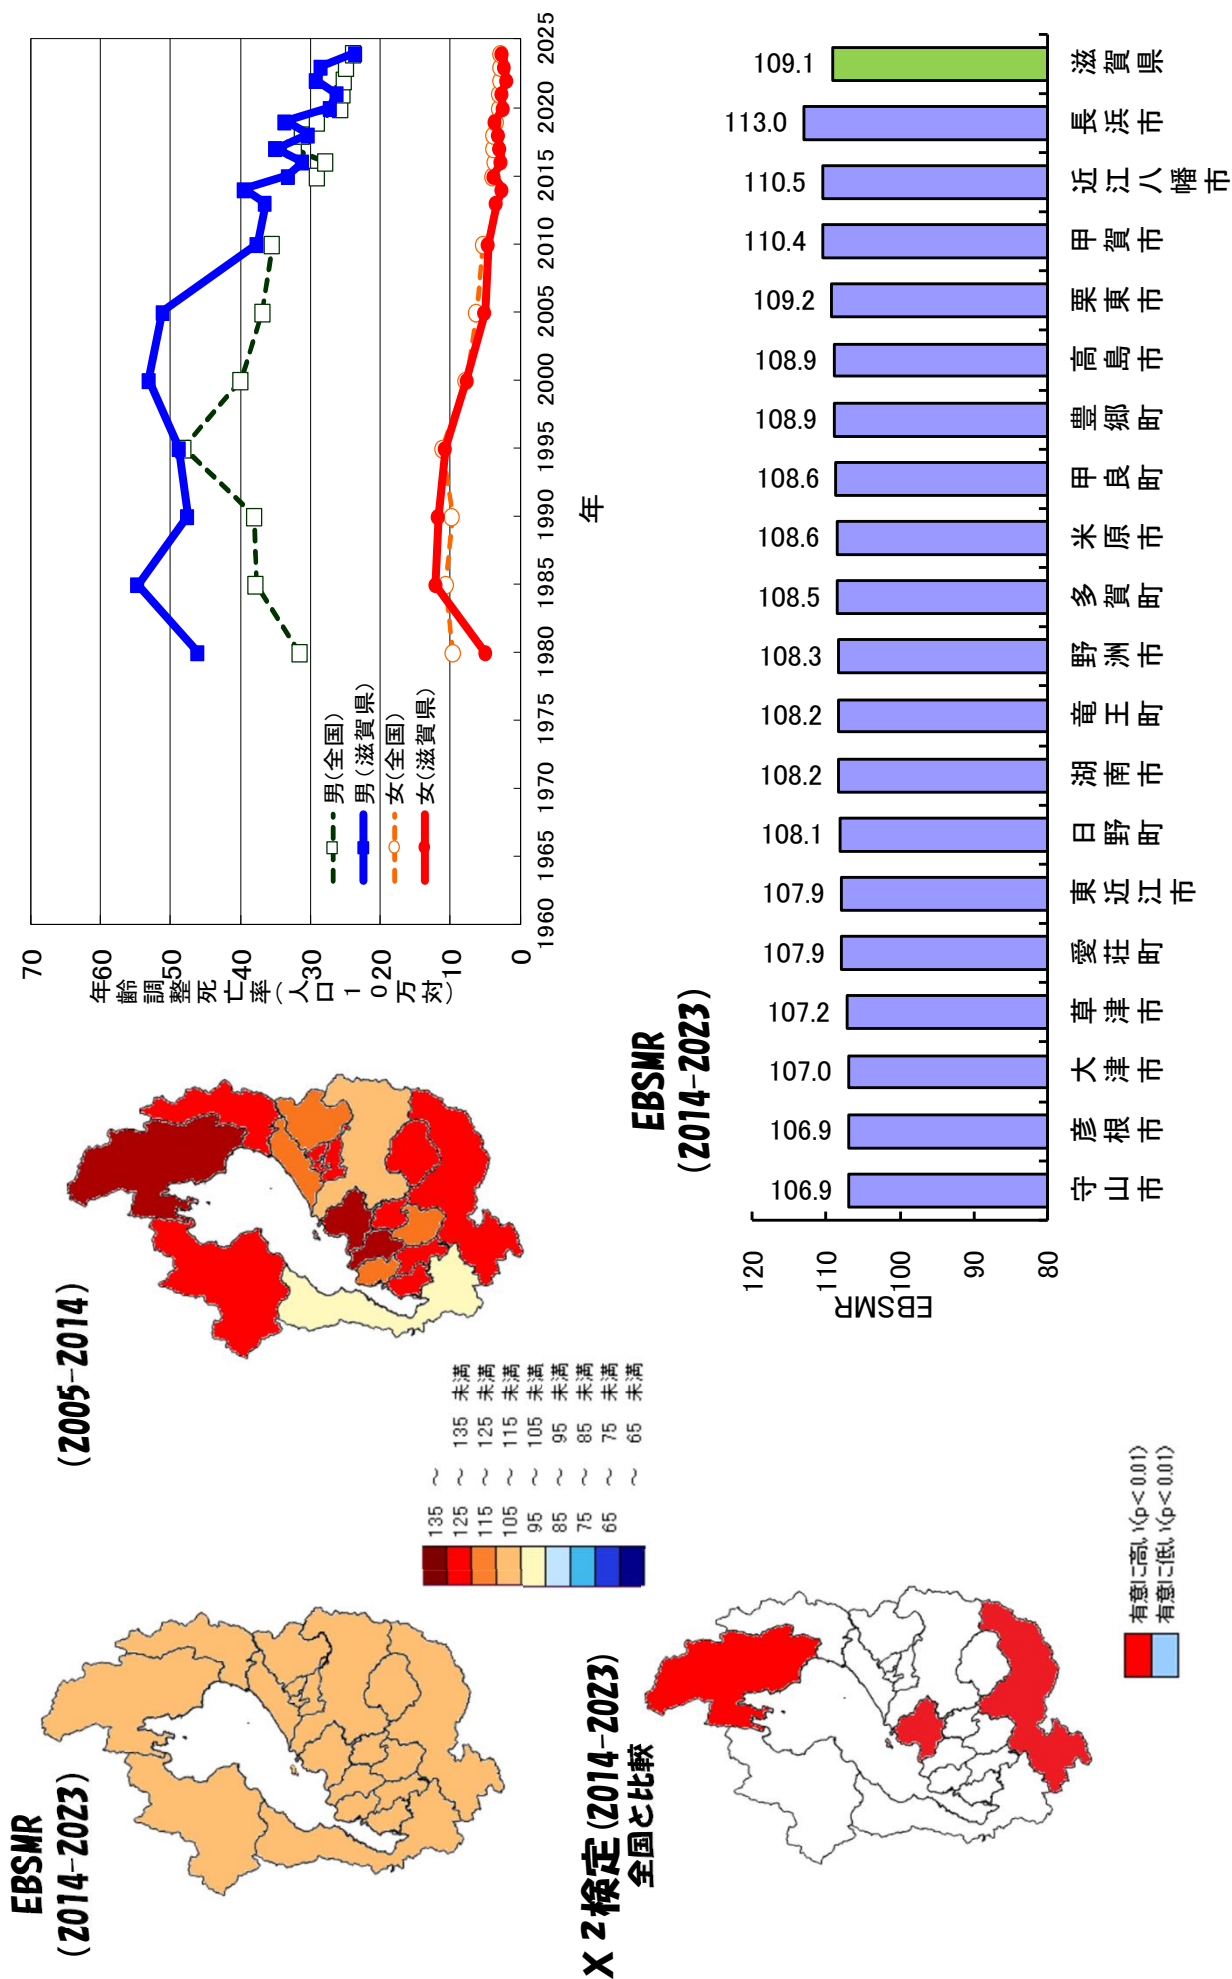 EBSMR
(2014-2023)
(2005-2014)
135 ～
125 ～ 135 未満
115 ～ 125 未満
105 ～ 115 未満
95 ～ 105 未満
85 ～ 95 未満
75 ～ 85 未満
65 ～ 75 未満
～ 65 未満
年齢調整死亡率(人口10万対)
70
60
50
40
30
20
10
0
男(全国)
男(滋賀県)
女(全国)
女(滋賀県)
1960 1965 1970 1975 1980 1985 1990 1995 2000 2005 2010 2015 2020 2025
年
X2検定(2014-2023)
全国と比較
有意に高い(p<0.01)
有意に低い(p<0.01)
EBSMR
(2014-2023)
EBSMR
120
110
100
90
80
106.9 106.9 107.0 107.2 107.9 107.9 108.1 108.2 108.2 108.3 108.5 108.6 108.6 108.9 108.9 109.2 110.4 110.5 113.0 109.1
守山市 彦根市 大津市 草津市 愛荘町 東近江市 日野町 湖南市 竜王町 野洲市 多賀町 米原市 甲良町 豊郷町 高島市 栗東市 甲賀市 近江八幡市 長浜市 滋賀県